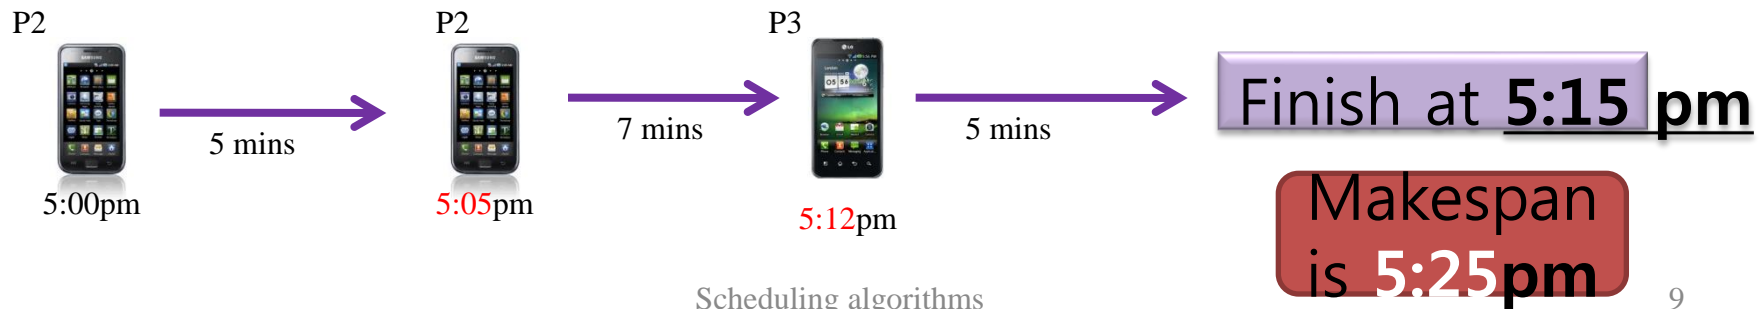 P2
P2
P3
5 mins
7 mins
5 mins
Finish at 5:15 pm
5:00pm
5:05pm
5:12pm
Makespan
is 5:25pm
Scheduling algorithms
9